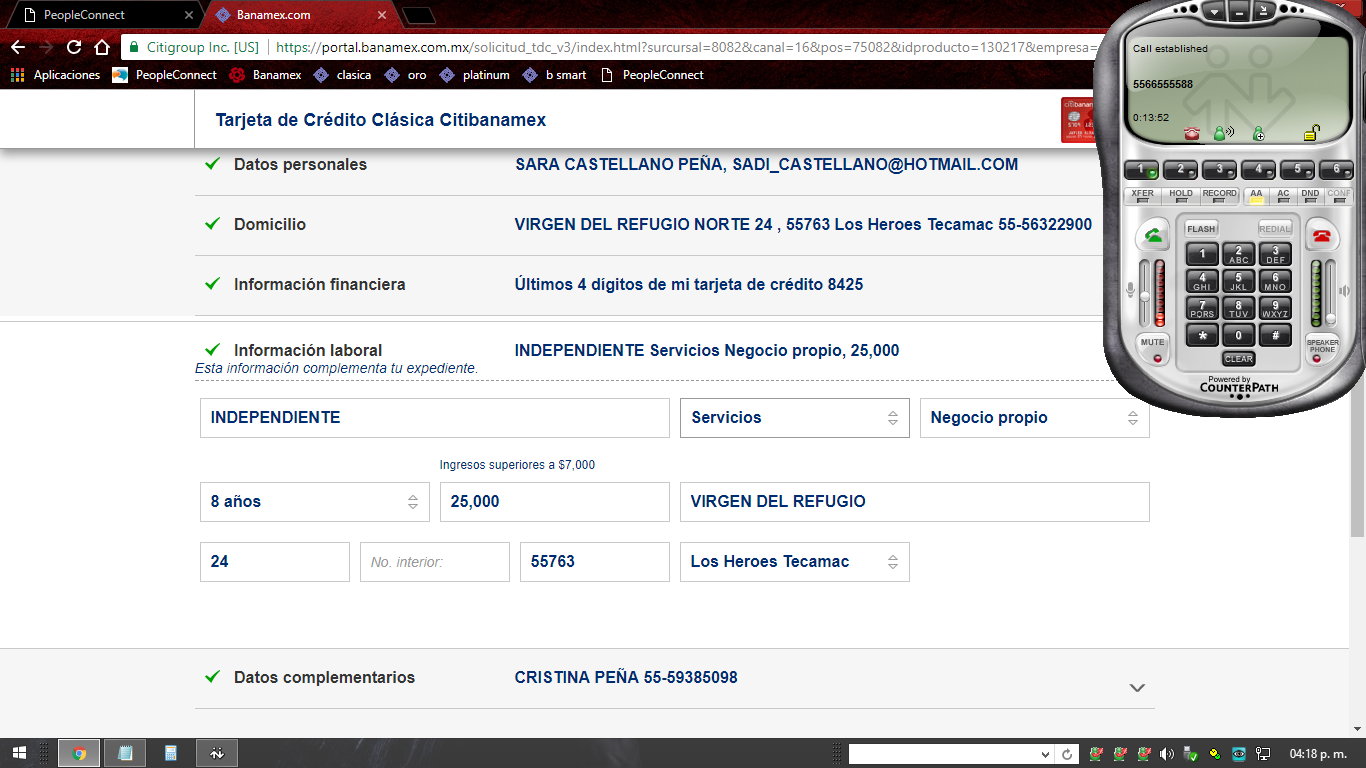 PeopleConnect
Banamex.com
Citigroup Inc. [US]
https://portal.banamex.com.mx/solicitud_tdc_v3/index.html?surcursal=8082&canal=16&pos=75082&idproducto=130217&empresa=
Aplicaciones PeopleConnect Banamex clasica oro platinum b smart PeopleConnect
Tarjeta de Crédito Clásica Citibanamex
Datos personales SARA CASTELLANO PEÑA, SADI_CASTELLANO@HOTMAIL.COM
Domicilio VIRGEN DEL REFUGIO NORTE 24 , 55763 Los Heroes Tecamac 55-56322900
Información financiera Últimos 4 dígitos de mi tarjeta de crédito 8425
Información laboral INDEPENDIENTE Servicios Negocio propio, 25,000
Esta información complementa tu expediente.
INDEPENDIENTE Servicios Negocio propio
Ingresos superiores a $7,000
8 años 25,000 VIRGEN DEL REFUGIO
24 No. interior: 55763 Los Heroes Tecamac
Datos complementarios CRISTINA PEÑA 55-59385098
Call established
5566555588
0:13:52
1 2 3 4 5 6
XFER HOLD RECORD AA AC DND CONF
FLASH REDIAL
1 2 ABC 3 DEF
4 GHI 5 JKL 6 MNO
7 PQRS 8 TUV 9 WXYZ
* 0 #
MUTE CLEAR SPEAKER PHONE
Powered by
COUNTERPATH
04:18 p. m.